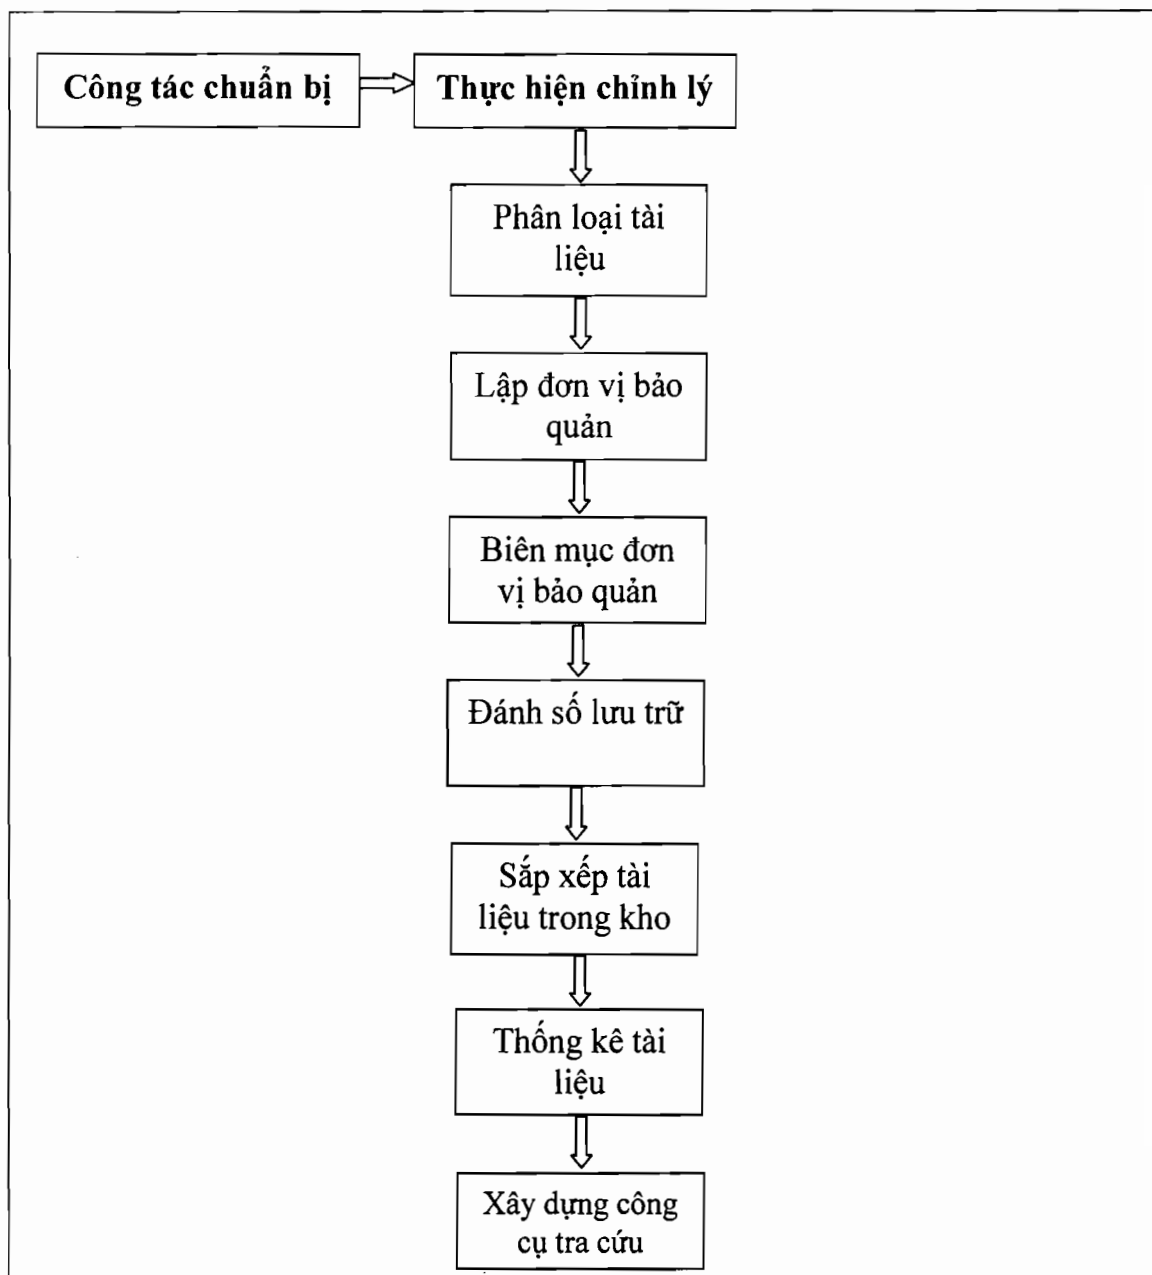 Công tác chuẩn bị
Thực hiện chỉnh lý
Phân loại tài
liệu
Lập đơn vị bảo
quản
Biên mục đơn
vị bảo quản
Đánh số lưu trữ
Sắp xếp tài
liệu trong kho
Thống kê tài
liệu
Xây dựng công
cụ tra cứu